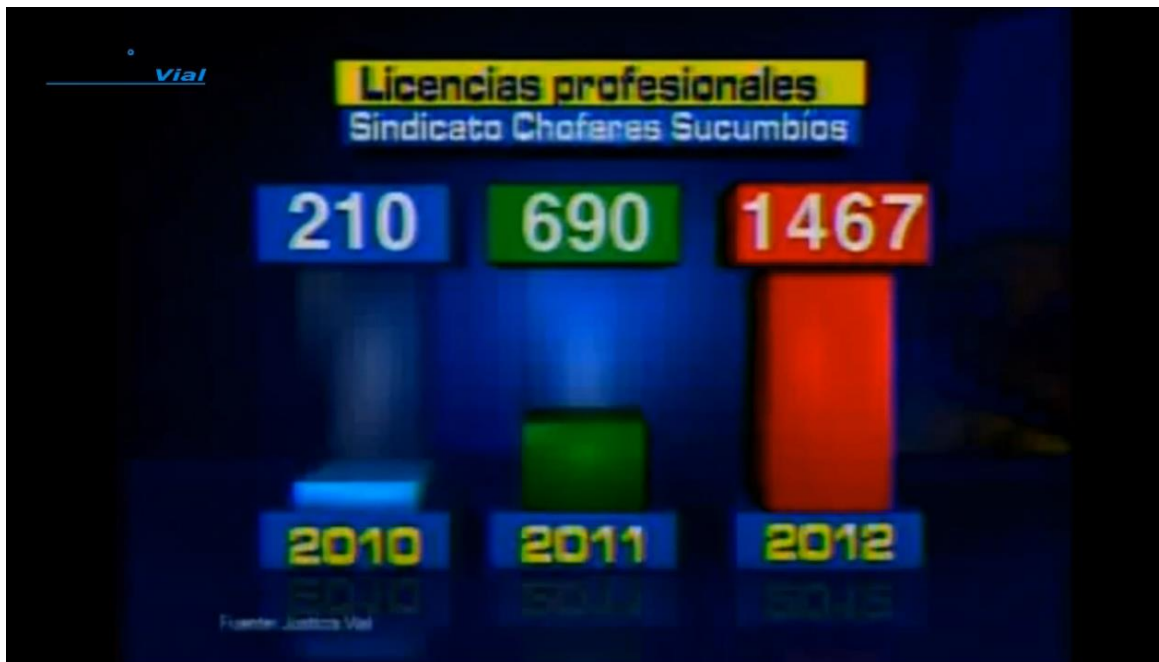 Vial
Licencias profesionales
Sindicato Choferes Sucumbíos
210 690 1467
2010 2011 2012
Fuente: Justicia Vial